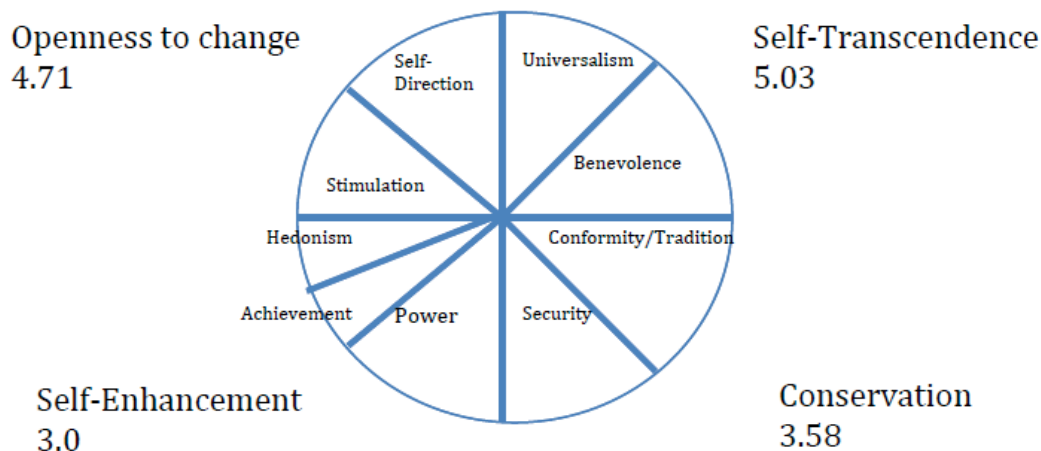 Openness to change
4.71
Self-Transcendence
5.03
Self-
Direction
Universalism
Stimulation
Benevolence
Hedonism
Conformity/Tradition
Achievement
Power
Security
Self-Enhancement
3.0
Conservation
3.58